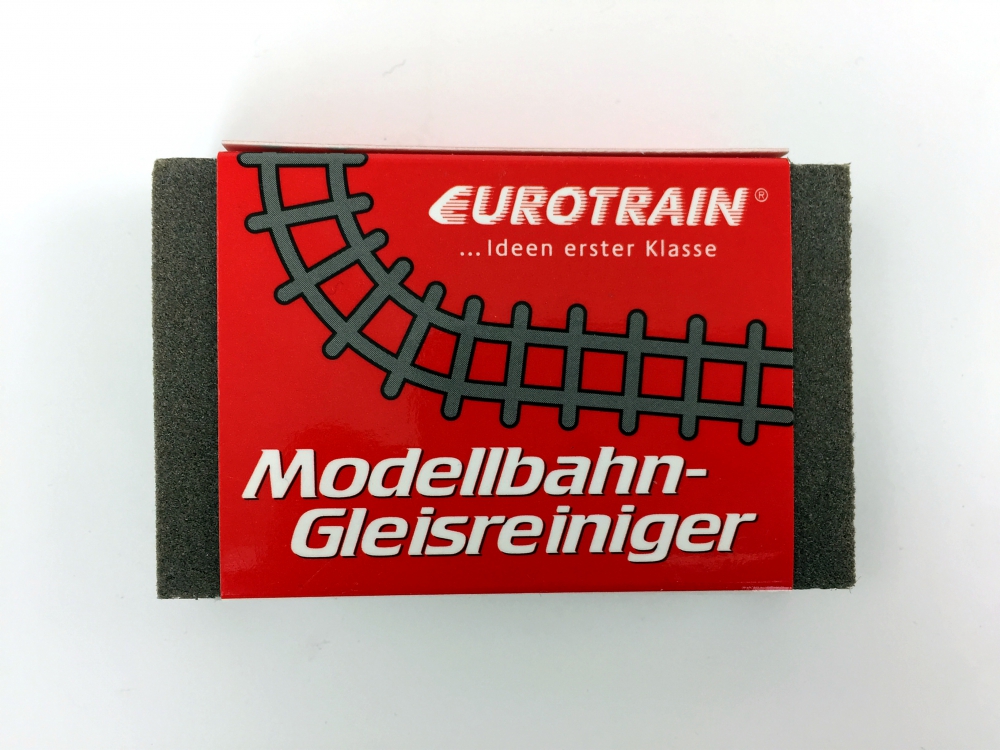 EUROTRAIN®
...Ideen erster Klasse
Modellbahn-
Gleisreiniger